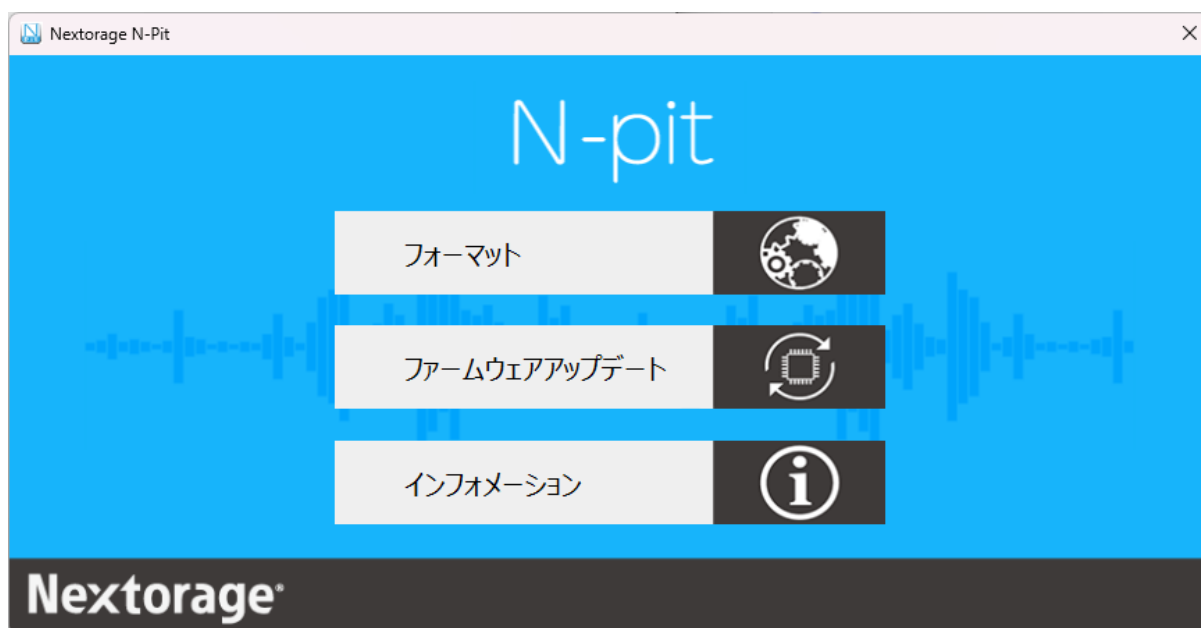 Nextorage N-Pit
N-pit
フォーマット
ファームウェアアップデート
インフォメーション
Nextorage®